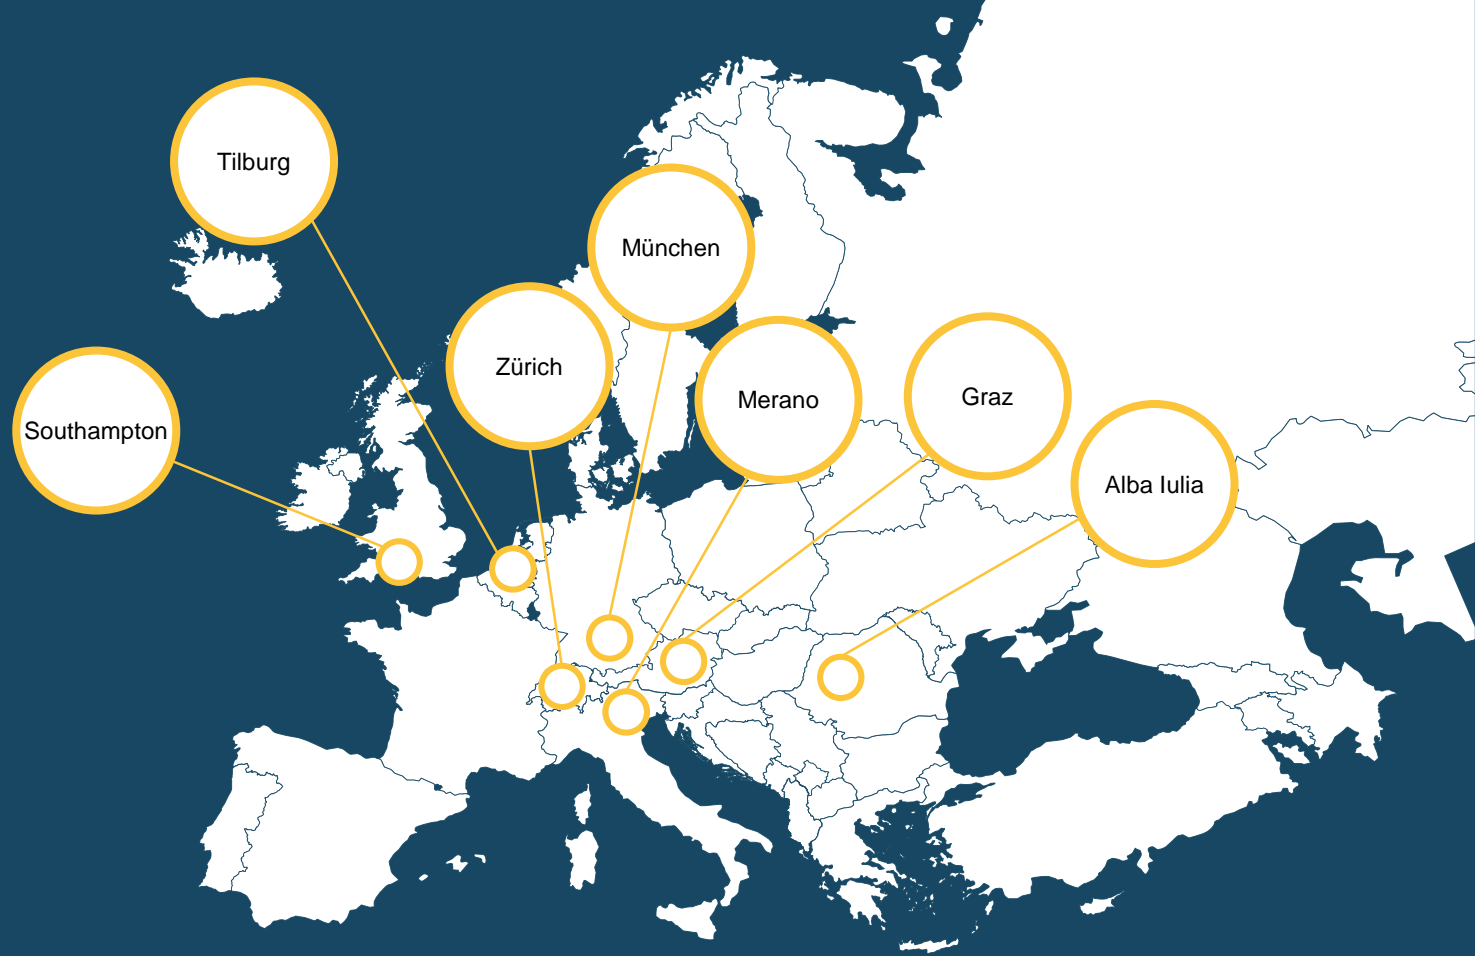 Tilburg
München
Zürich
Merano
Graz
Southampton
Alba Iulia